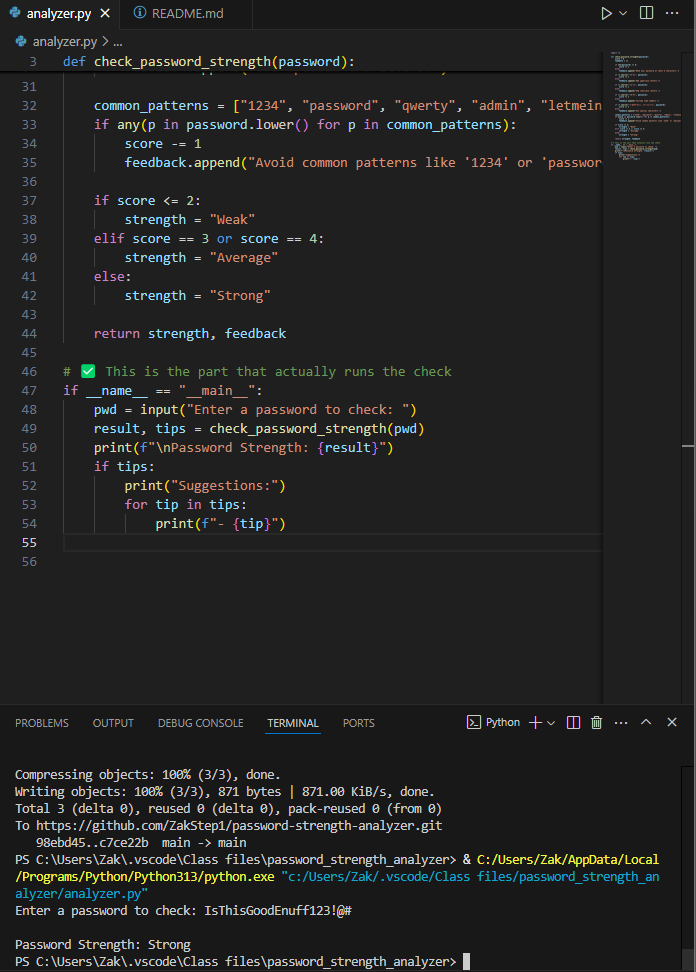 analyzer.py × README.md
analyzer.py > ...
3 def check_password_strength(password):
31
32 common_patterns = ["1234", "password", "qwerty", "admin", "letmein
33 if any(p in password.lower() for p in common_patterns):
34 score -= 1
35 feedback.append("Avoid common patterns like '1234' or 'passwor
36
37 if score <= 2:
38 strength = "Weak"
39 elif score == 3 or score == 4:
40 strength = "Average"
41 else:
42 strength = "Strong"
43
44 return strength, feedback
45
46 # ✅ This is the part that actually runs the check
47 if __name__ == "__main__":
48 pwd = input("Enter a password to check: ")
49 result, tips = check_password_strength(pwd)
50 print(f"\nPassword Strength: {result}")
51 if tips:
52 print("Suggestions:")
53 for tip in tips:
54 print(f"- {tip}")
55
56
PROBLEMS OUTPUT DEBUG CONSOLE TERMINAL PORTS Python
Compressing objects: 100% (3/3), done.
Writing objects: 100% (3/3), 871 bytes | 871.00 KiB/s, done.
Total 3 (delta 0), reused 0 (delta 0), pack-reused 0 (from 0)
To https://github.com/ZakStep1/password-strength-analyzer.git
98ebd45..c7ce22b main -> main
PS C:\Users\Zak\.vscode\Class files\password_strength_analyzer> & C:/Users/Zak/AppData/Local
/Programs/Python/Python313/python.exe "c:/Users/Zak/.vscode/Class files/password_strength_an
alyzer/analyzer.py"
Enter a password to check: IsThisGoodEnuff123!@#
Password Strength: Strong
PS C:\Users\Zak\.vscode\Class files\password_strength_analyzer>